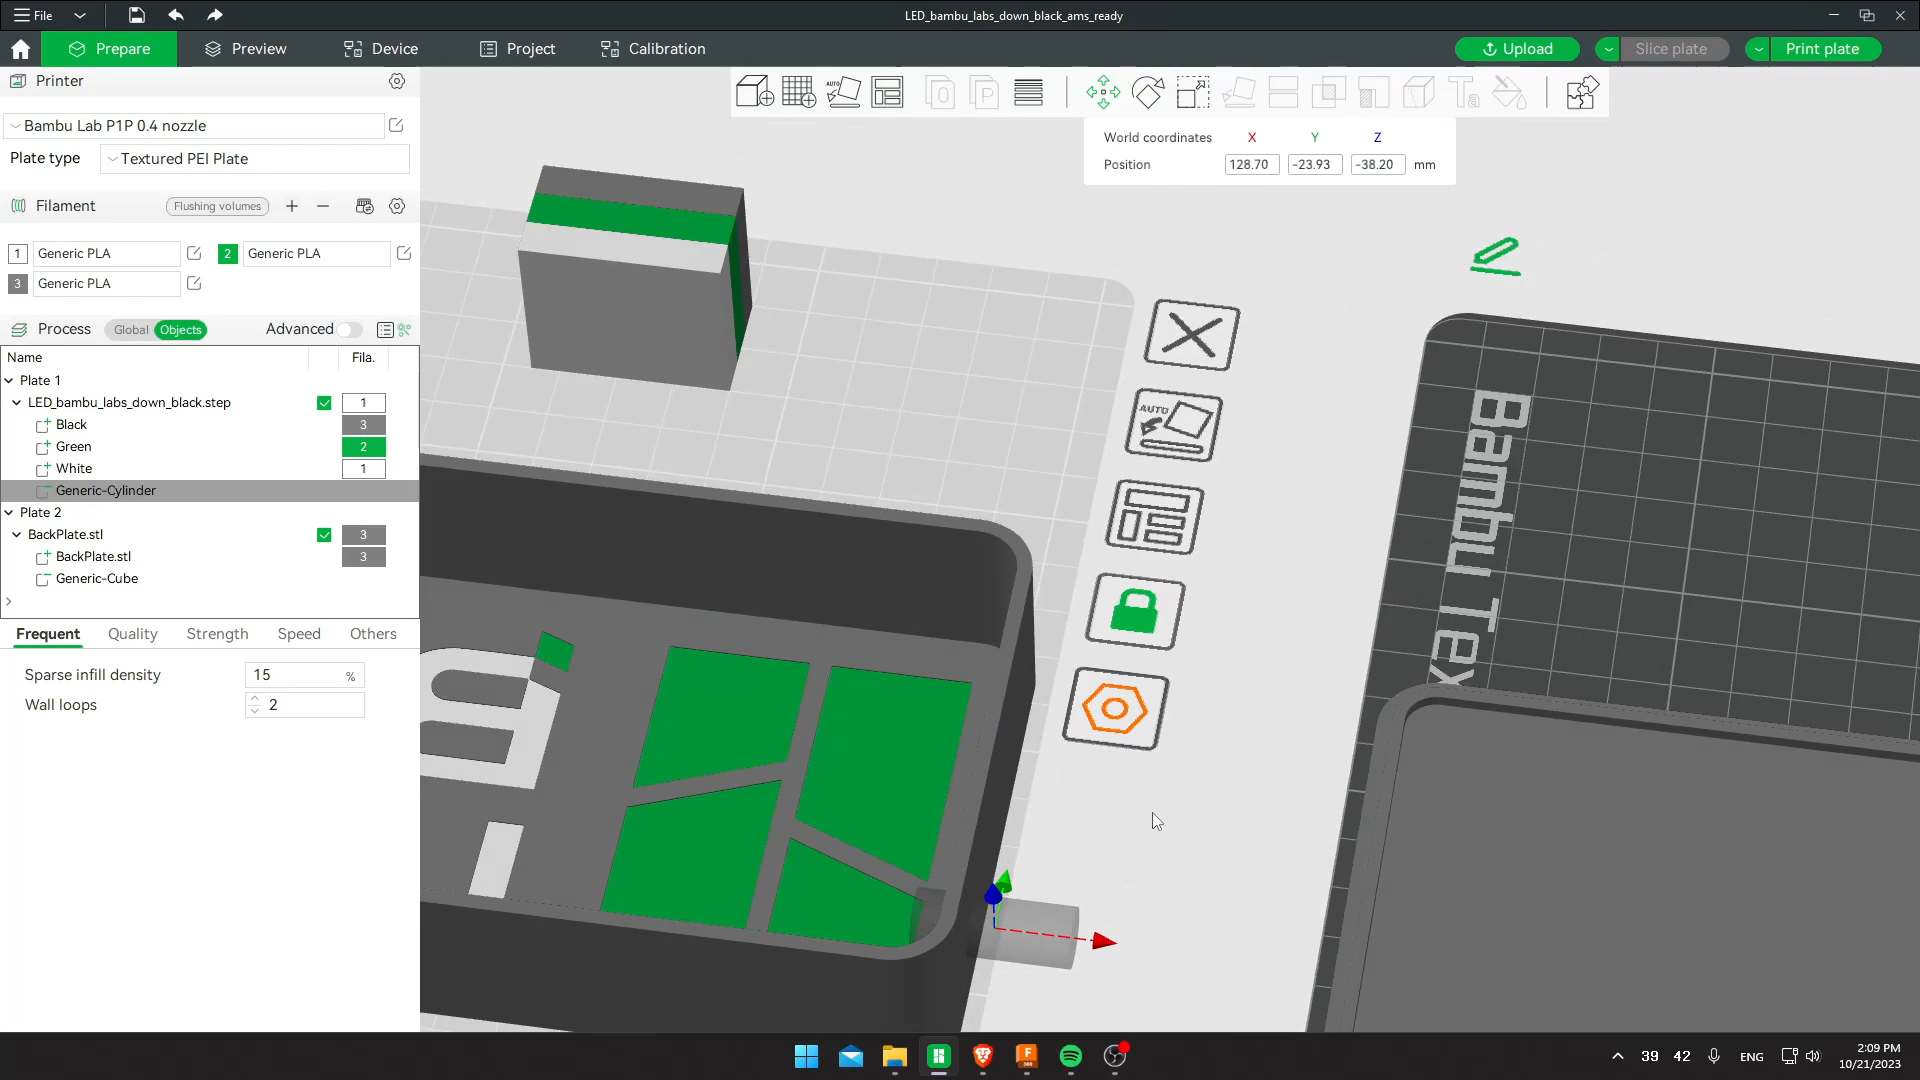 File
LED_bambu_labs_down_black_ams_ready
Prepare
Preview
Device
Project
Calibration
Upload
Slice plate
Print plate
Printer
Bambu Lab P1P 0.4 nozzle
Plate type
Textured PEI Plate
World coordinates X Y Z
Position 128.70 -23.93 -38.20 mm
Filament
Flushing volumes
1 Generic PLA
2 Generic PLA
3 Generic PLA
Process
Global
Objects
Advanced
Name Fila.
Plate 1
LED_bambu_labs_down_black.step 1
Black 3
Green 2
White 1
Generic-Cylinder
Plate 2
BackPlate.stl 3
BackPlate.stl 3
Generic-Cube
Frequent
Quality
Strength
Speed
Others
Sparse infill density 15 %
Wall loops 2
AUTO
AUTO
Bambu Tex
39 42
ENG
2:09 PM
10/21/2023